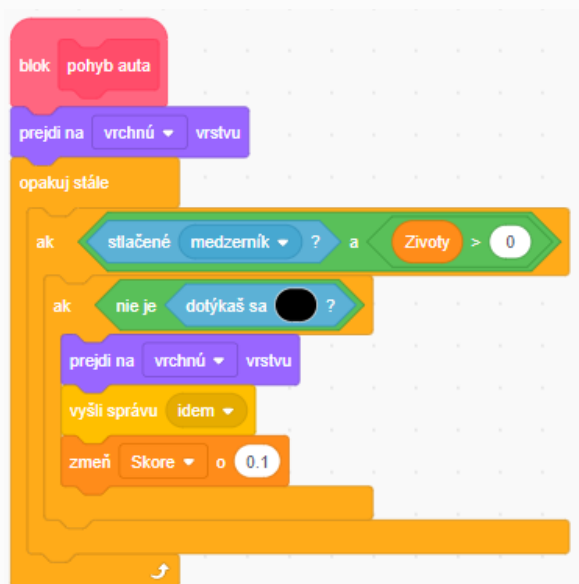 blok pohyb auta
prejdi na vrchnú vrstvu
opakuj stále
ak stlačené medzerník ? a Zivoty > 0
ak nie je dotýkaš sa ?
prejdi na vrchnú vrstvu
vyšli správu idem
zmeň Skore o 0.1